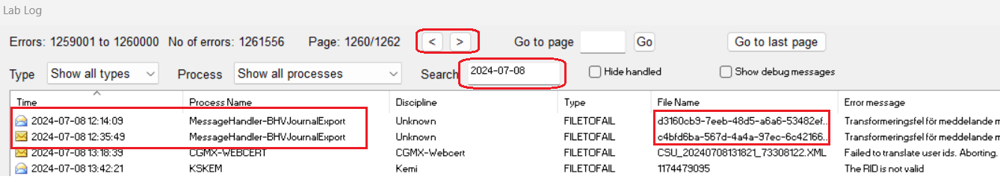 Lab Log
Errors: 1259001 to 1260000 No of errors: 1261556 Page: 1260/1262 < > Go to page Go Go to last page
Type Show all types Process Show all processes Search 2024-07-08 Hide handled Show debug messages
Time Process Name Discipline Type File Name Error message
2024-07-08 12:14:09 MessageHandler-BHVJournalExport Unknown FILETOFAIL d3160cb9-7eeb-48d5-a6a6-53482ef... Transformeringsfel för meddelande m
2024-07-08 12:35:49 MessageHandler-BHVJournalExport Unknown FILETOFAIL c4bfd6ba-567d-4a4a-97ec-6c42166... Transformeringsfel för meddelande m
2024-07-08 13:18:39 CGMX-WEBCERT CGMX-Webcert FILETOFAIL CSU_20240708131821_73308122.XML Failed to translate user ids. Aborting.
2024-07-08 13:42:21 KSKEM Kemi FILETOFAIL 1174479095 The RID is not valid